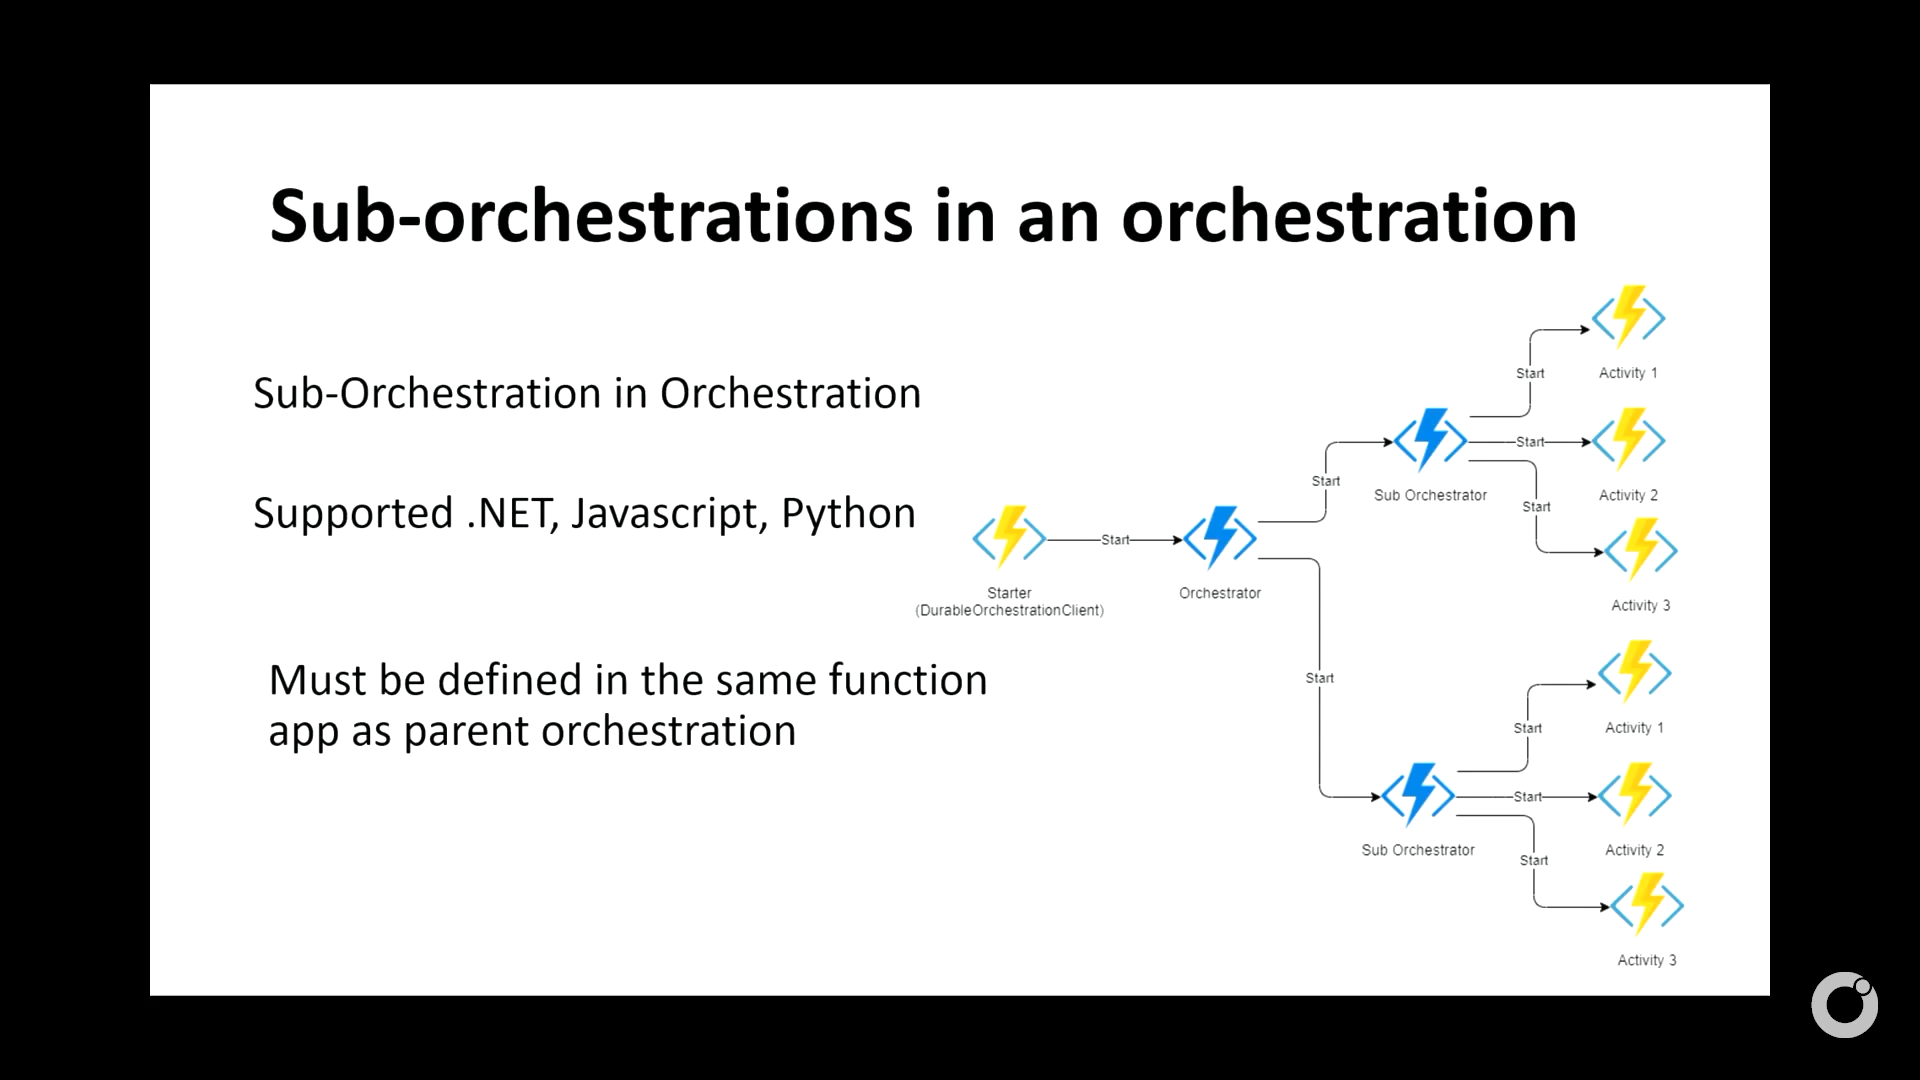 Sub-orchestrations in an orchestration
Sub-Orchestration in Orchestration
Supported .NET, Javascript, Python
Must be defined in the same function
app as parent orchestration
Start
Activity 1
Start
Activity 2
Start
Sub Orchestrator
Start
Activity 3
Start
Starter
(DurableOrchestrationClient)
Orchestrator
Start
Start
Activity 1
Start
Activity 2
Sub Orchestrator
Start
Activity 3